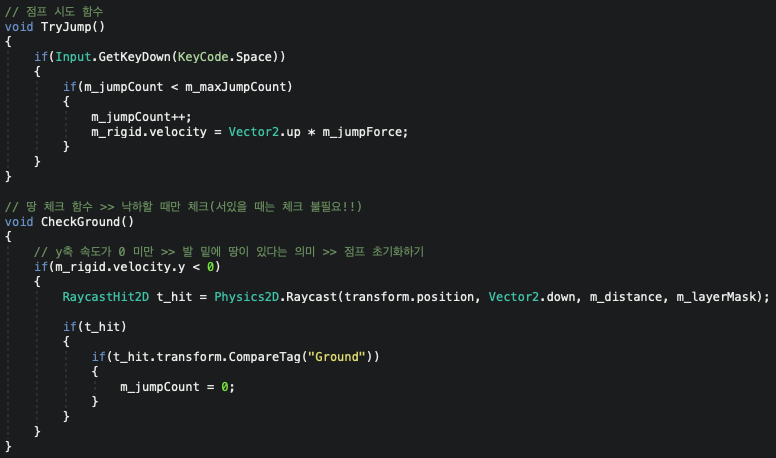 // 점프 시도 함수
void TryJump()
{
    if(Input.GetKeyDown(KeyCode.Space))
    {
        if(m_jumpCount < m_maxJumpCount)
        {
            m_jumpCount++;
            m_rigid.velocity = Vector2.up * m_jumpForce;
        }
    }
}

// 땅 체크 함수 >> 낙하할 때만 체크(서있을 때는 체크 불필요!!)
void CheckGround()
{
    // y축 속도가 0 미만 >> 발 밑에 땅이 있다는 의미 >> 점프 초기화하기
    if(m_rigid.velocity.y < 0)
    {
        RaycastHit2D t_hit = Physics2D.Raycast(transform.position, Vector2.down, m_distance, m_layerMask);

        if(t_hit)
        {
            if(t_hit.transform.CompareTag("Ground"))
            {
                m_jumpCount = 0;
            }
        }
    }
}